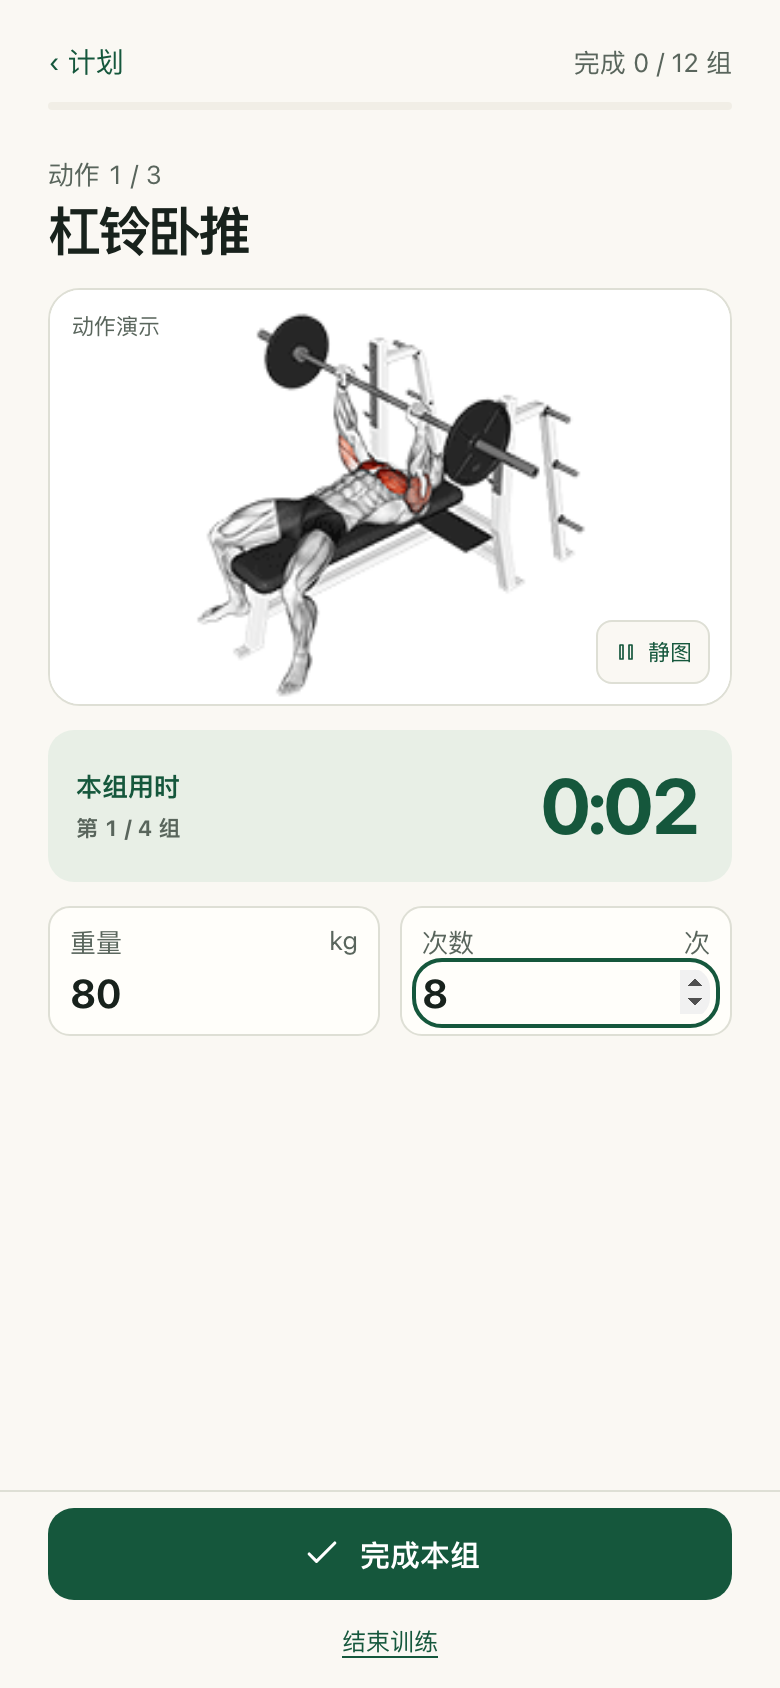 ‹ 计划
完成 0 / 12 组
动作 1 / 3
杠铃卧推
动作演示
静图
本组用时
第 1 / 4 组
0:02
重量 kg
80
次数 次
8
完成本组
结束训练